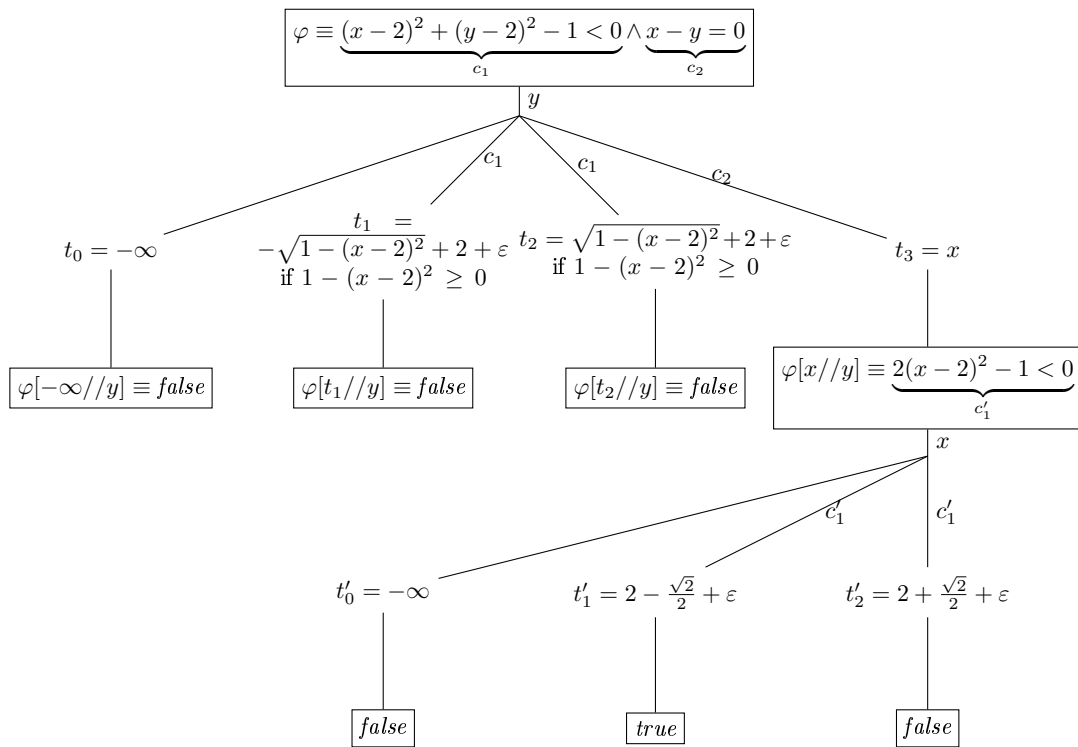 φ ≡ (x − 2)² + (y − 2)² − 1 < 0 ∧ x − y = 0
c₁ c₂
y
c₁ c₁ c₂
t₀ = −∞
t₁ =
−√(1 − (x − 2)²) + 2 + ε
if 1 − (x − 2)² ≥ 0
t₂ = √(1 − (x − 2)²) + 2 + ε
if 1 − (x − 2)² ≥ 0
t₃ = x
φ[−∞//y] ≡ false
φ[t₁//y] ≡ false
φ[t₂//y] ≡ false
φ[x//y] ≡ 2(x − 2)² − 1 < 0
c′₁
x
c′₁ c′₁
t′₀ = −∞
t′₁ = 2 − √2/2 + ε
t′₂ = 2 + √2/2 + ε
false
true
false